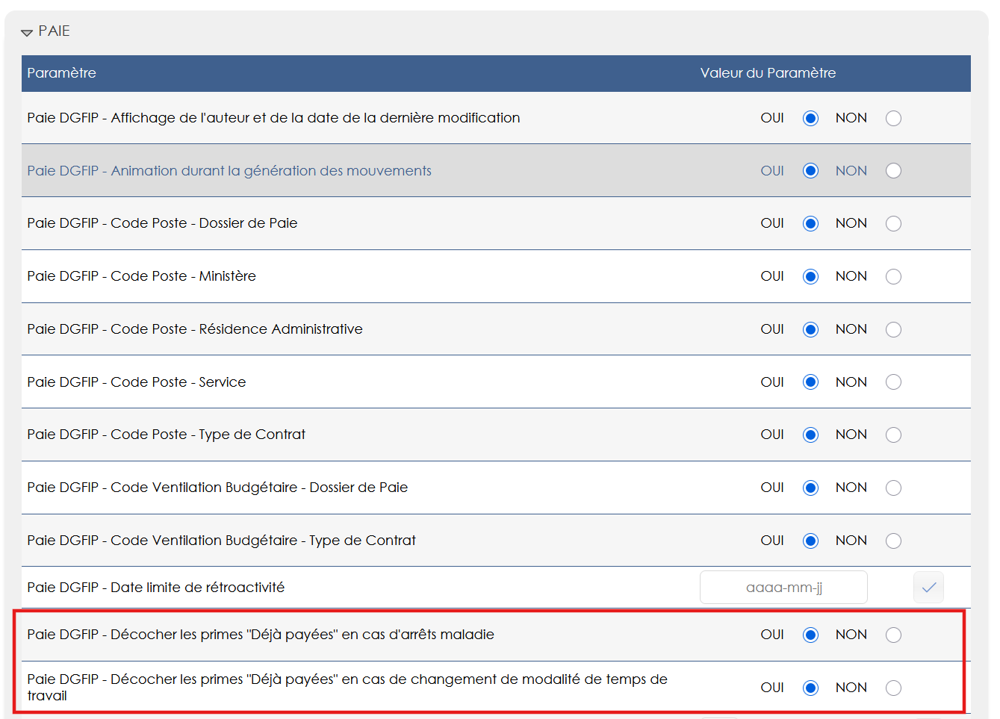 PAIE
Paramètre Valeur du Paramètre
Paie DGFIP - Affichage de l'auteur et de la date de la dernière modification OUI NON
Paie DGFIP - Animation durant la génération des mouvements OUI NON
Paie DGFIP - Code Poste - Dossier de Paie OUI NON
Paie DGFIP - Code Poste - Ministère OUI NON
Paie DGFIP - Code Poste - Résidence Administrative OUI NON
Paie DGFIP - Code Poste - Service OUI NON
Paie DGFIP - Code Poste - Type de Contrat OUI NON
Paie DGFIP - Code Ventilation Budgétaire - Dossier de Paie OUI NON
Paie DGFIP - Code Ventilation Budgétaire - Type de Contrat OUI NON
Paie DGFIP - Date limite de rétroactivité aaaa-mm-jj
Paie DGFIP - Décocher les primes "Déjà payées" en cas d'arrêts maladie OUI NON
Paie DGFIP - Décocher les primes "Déjà payées" en cas de changement de modalité de temps de
travail OUI NON